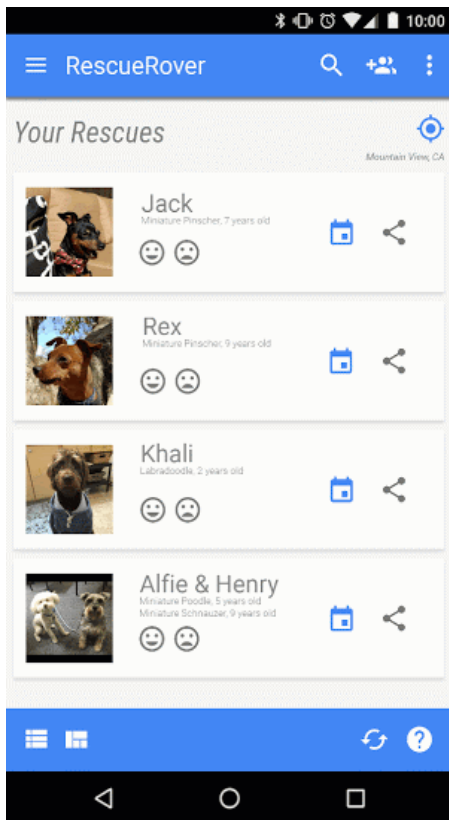 10:00
RescueRover
Your Rescues
Mountain View, CA
Jack
Miniature Pinscher, 7 years old
Rex
Miniature Pinscher, 9 years old
Khali
Labradoodle, 2 years old
Alfie & Henry
Miniature Poodle, 5 years old
Miniature Schnauzer, 9 years old